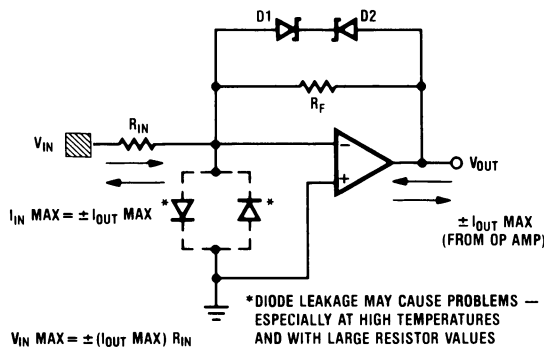 D1 D2
R_F
R_IN
V_IN
−
+
V_OUT
I_IN MAX = ± I_OUT MAX
*
*
± I_OUT MAX
(FROM OP AMP)
*DIODE LEAKAGE MAY CAUSE PROBLEMS —
ESPECIALLY AT HIGH TEMPERATURES
AND WITH LARGE RESISTOR VALUES
V_IN MAX = ± (I_OUT MAX) R_IN